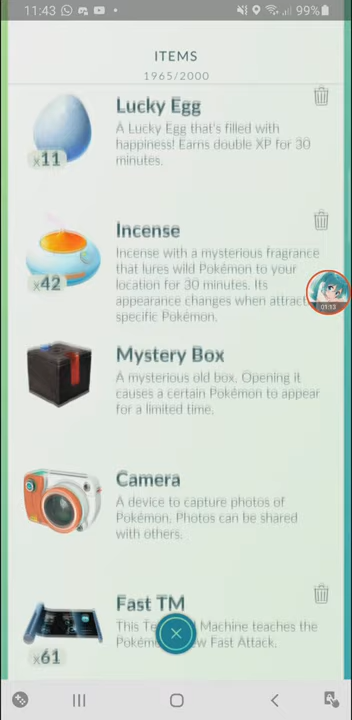 11:43
99%
ITEMS
1965/2000
Lucky Egg
A Lucky Egg that's filled with
happiness! Earns double XP for 30
minutes.
x11
Incense
Incense with a mysterious fragrance
that lures wild Pokémon to your
location for 30 minutes. Its
appearance changes when attract
specific Pokémon.
x42
01:13
Mystery Box
A mysterious old box. Opening it
causes a certain Pokémon to appear
for a limited time.
Camera
A device to capture photos of
Pokémon. Photos can be shared
with others.
Fast TM
This Te Machine teaches the
Pokém w Fast Attack.
x61